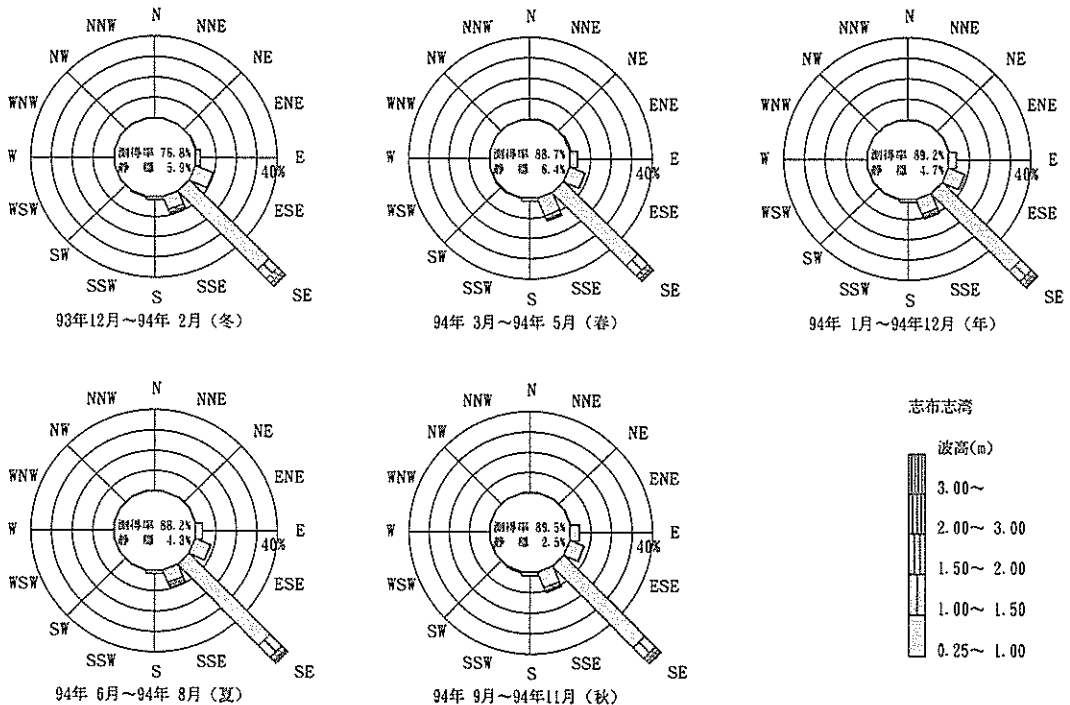 N
NNW NNE
NW NE
WNW ENE
測得率 76.8%
W E
静 穏 5.9% 40%
WSW ESE
SW SE
SSW SSE
S
93年12月～94年 2月 (冬)
N
NNW NNE
NW NE
WNW ENE
測得率 88.7%
W E
静 穏 6.4% 40%
WSW ESE
SW SE
SSW SSE
S
94年 3月～94年 5月 (春)
N
NNW NNE
NW NE
WNW ENE
測得率 89.2%
W E
静 穏 4.7% 40%
WSW ESE
SW SE
SSW SSE
S
94年 1月～94年12月 (年)
N
NNW NNE
NW NE
WNW ENE
測得率 88.2%
W E
静 穏 4.3% 40%
WSW ESE
SW SE
SSW SSE
S
94年 6月～94年 8月 (夏)
N
NNW NNE
NW NE
WNW ENE
測得率 89.5%
W E
静 穏 2.5% 40%
WSW ESE
SW SE
SSW SSE
S
94年 9月～94年11月 (秋)
志布志湾
波高(m)
3.00～
2.00～ 3.00
1.50～ 2.00
1.00～ 1.50
0.25～ 1.00